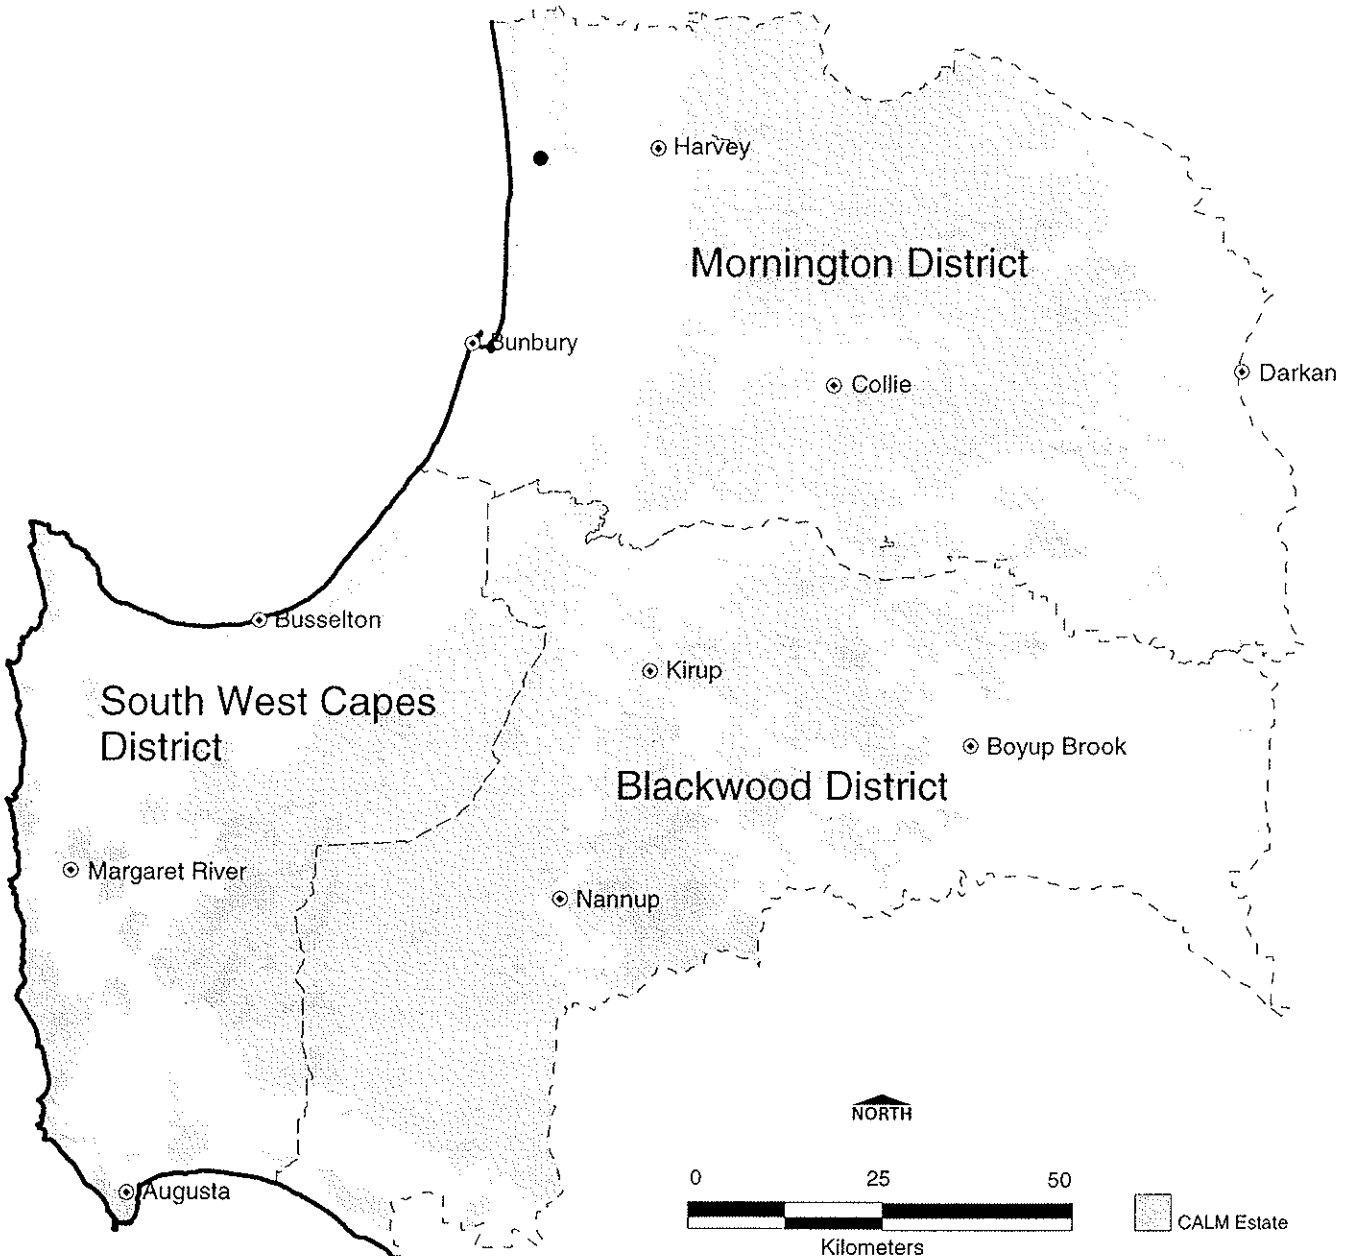 Harvey
Mornington District
Bunbury
Collie
Darkan
Busselton
Kirup
South West Capes
District
Boyup Brook
Blackwood District
Margaret River
Nannup
NORTH
0 25 50
Kilometers
Augusta
CALM Estate